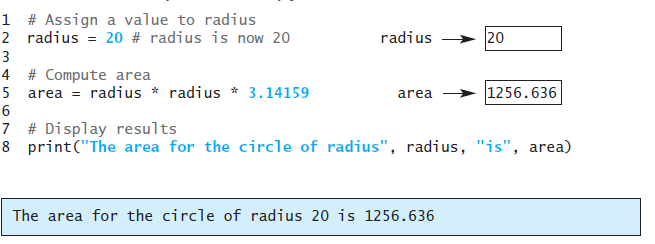 1 # Assign a value to radius
2 radius = 20 # radius is now 20 radius 20
3
4 # Compute area
5 area = radius * radius * 3.14159 area 1256.636
6
7 # Display results
8 print("The area for the circle of radius", radius, "is", area)
The area for the circle of radius 20 is 1256.636